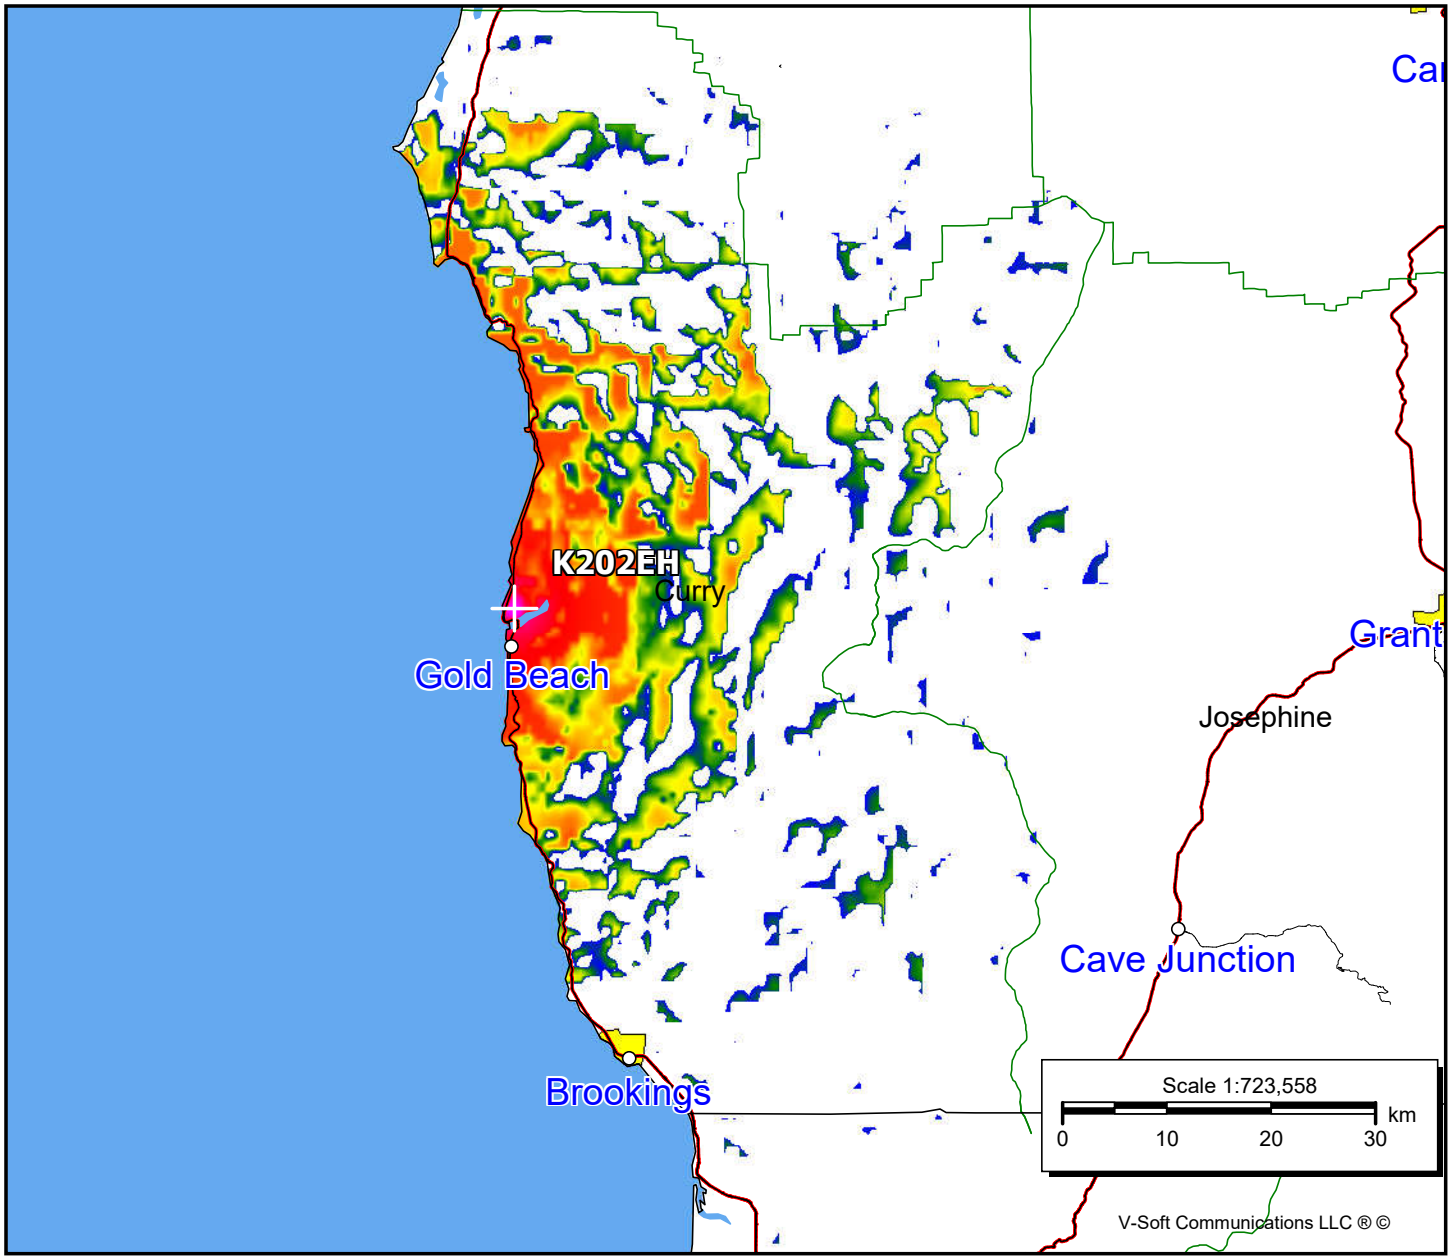 Car
K202EH
Curry
Grant
Gold Beach
Josephine
Cave Junction
Scale 1:723,558
km
0 10 20 30
Brookings
V-Soft Communications LLC ® ©